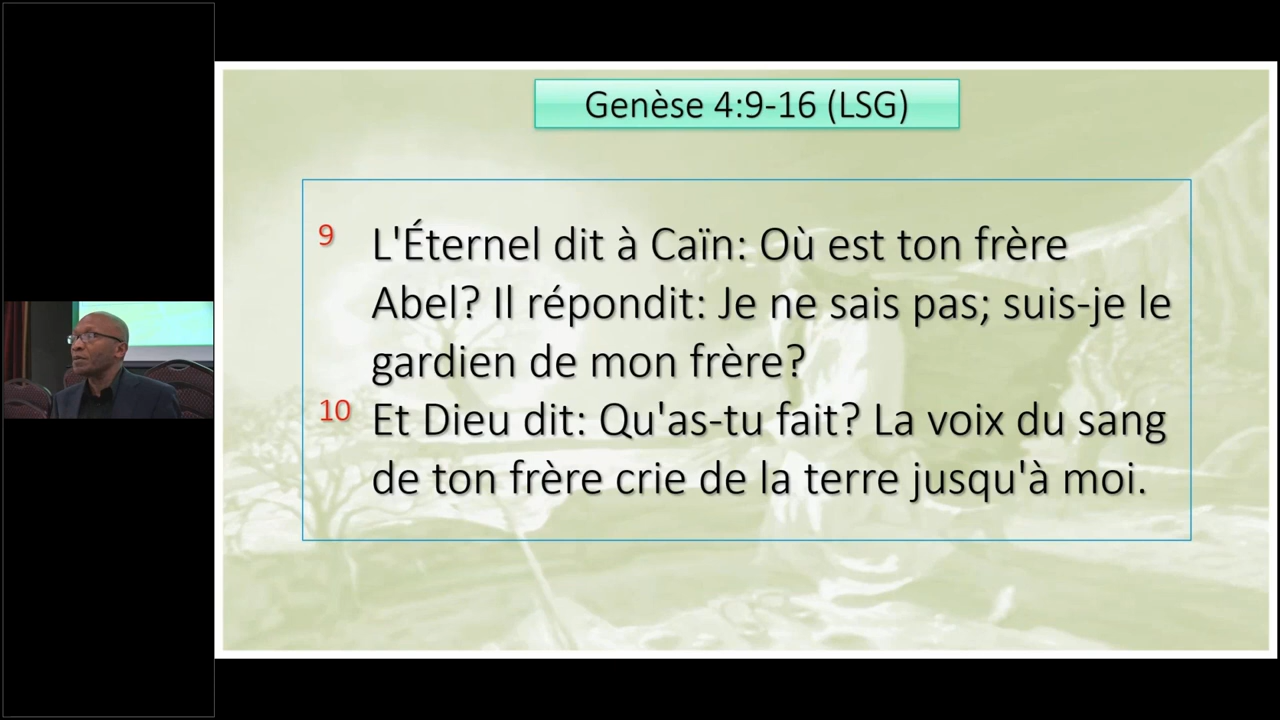 Genèse 4:9-16 (LSG)
9 L'Éternel dit à Caïn: Où est ton frère
Abel? Il répondit: Je ne sais pas; suis-je le
gardien de mon frère?
10 Et Dieu dit: Qu'as-tu fait? La voix du sang
de ton frère crie de la terre jusqu'à moi.